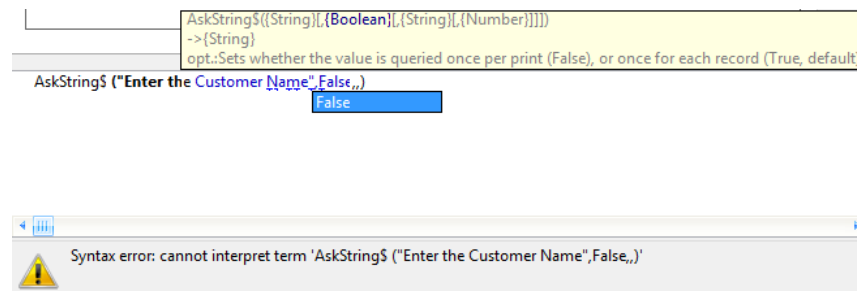 AskString$({String}[,{Boolean}[,{String}[,{Number}]]])
->{String}
opt.:Sets whether the value is queried once per print (False), or once for each record (True, default)
AskString$ ("Enter the Customer Name",False,,)
False
Syntax error: cannot interpret term 'AskString$ ("Enter the Customer Name",False,,)'